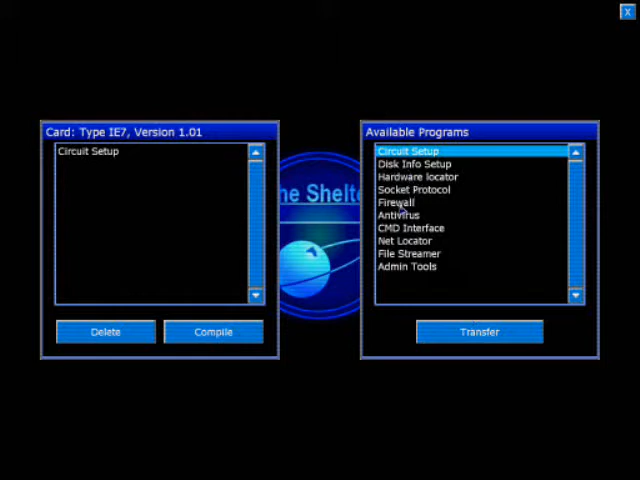 X
Card: Type IE7, Version 1.01
Circuit Setup
Delete
Compile
he Shelte
Available Programs
Circuit Setup
Disk Info Setup
Hardware locator
Socket Protocol
Firewall
Antivirus
CMD Interface
Net Locator
File Streamer
Admin Tools
Transfer